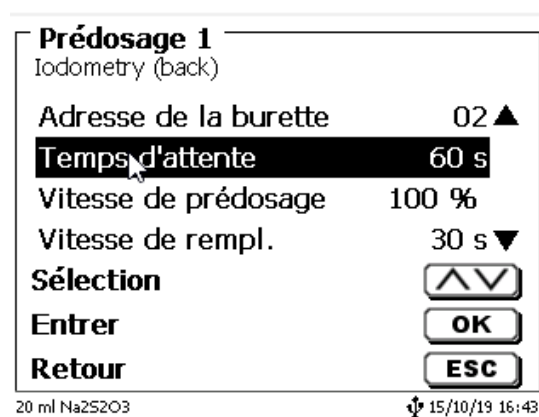 Prédosage 1
Iodometry (back)
Adresse de la burette 02
Temps d'attente 60 s
Vitesse de prédosage 100 %
Vitesse de rempl. 30 s
Sélection
Entrer OK
Retour ESC
20 ml Na2S2O3 15/10/19 16:43